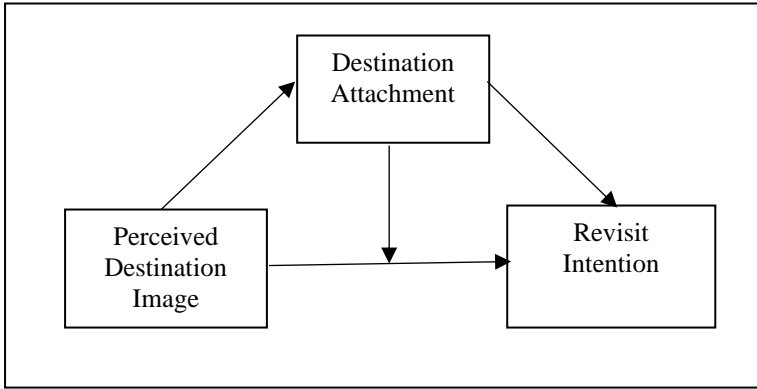 Destination
Attachment
Perceived
Destination
Image
Revisit
Intention